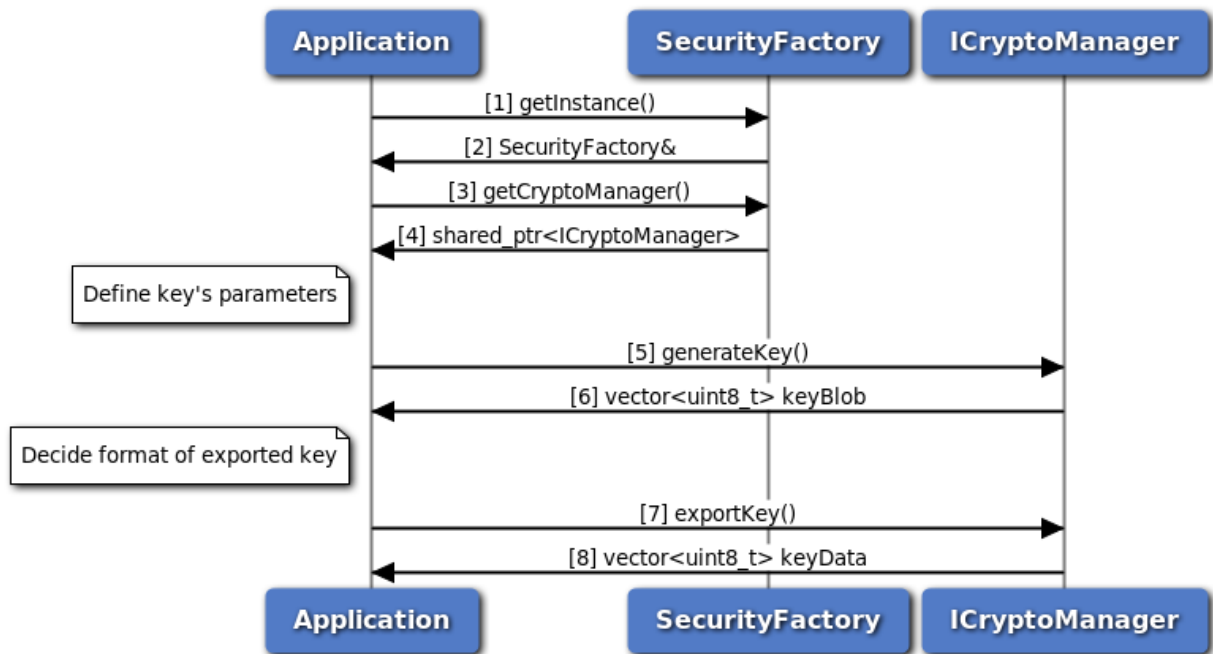 Application
SecurityFactory
ICryptoManager
[1] getInstance()
[2] SecurityFactory&
[3] getCryptoManager()
[4] shared_ptr<ICryptoManager>
Define key's parameters
[5] generateKey()
[6] vector<uint8_t> keyBlob
Decide format of exported key
[7] exportKey()
[8] vector<uint8_t> keyData
Application
SecurityFactory
ICryptoManager